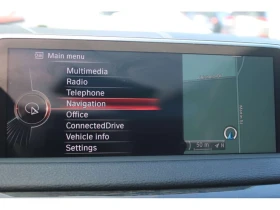 Main menu
Multimedia
Radio
Telephone
Navigation
Office
ConnectedDrive
Vehicle info
Settings